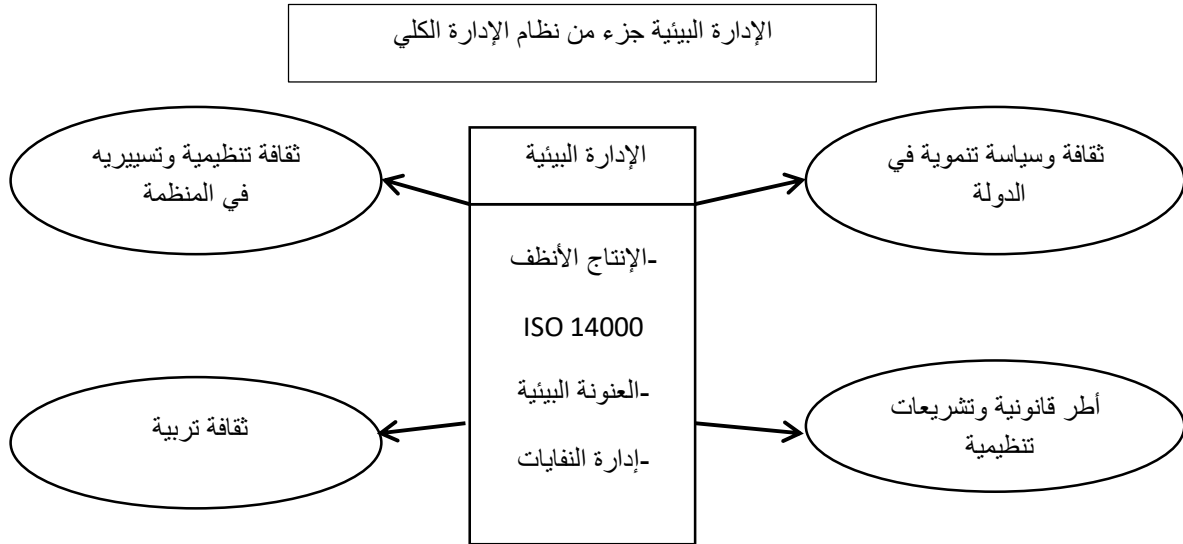 الإدارة البيئية جزء من نظام الإدارة الكلي
ثقافة وسياسة تنموية في
الدولة
الإدارة البيئية
ثقافة تنظيمية وتسييريه
في المنظمة
-الإنتاج الأنظف
ISO 14000
-العنونة البيئية
-إدارة النفايات
أطر قانونية وتشريعات
تنظيمية
ثقافة تربية